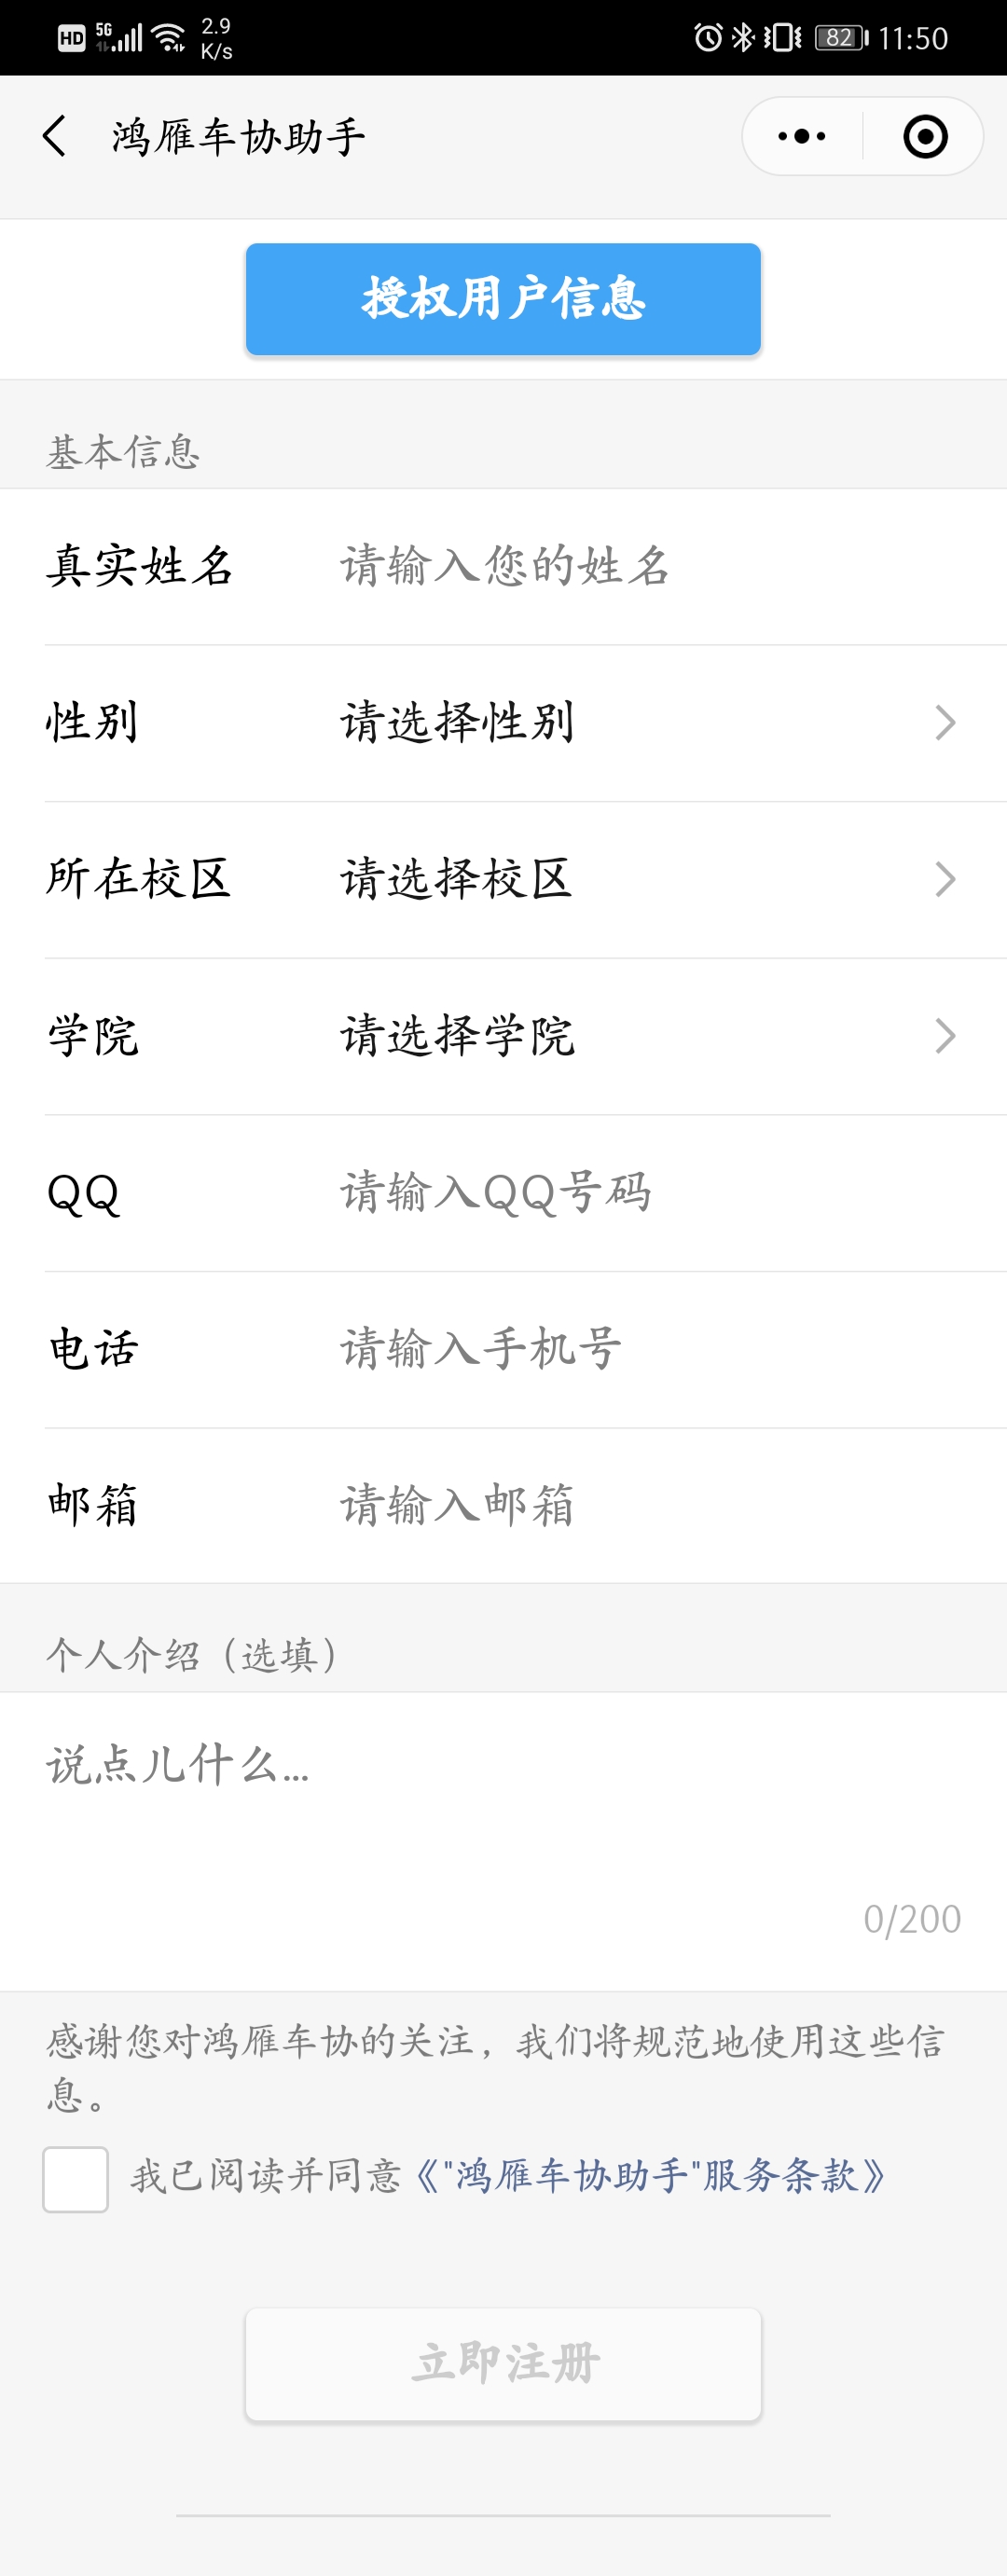 HD 5G 2.9 K/s 82 11:50
鸿雁车协助手
授权用户信息
基本信息
真实姓名 请输入您的姓名
性别 请选择性别
所在校区 请选择校区
学院 请选择学院
QQ 请输入QQ号码
电话 请输入手机号
邮箱 请输入邮箱
个人介绍（选填）
说点儿什么...
0/200
感谢您对鸿雁车协的关注，我们将规范地使用这些信
息。
我已阅读并同意《"鸿雁车协助手"服务条款》
立即注册